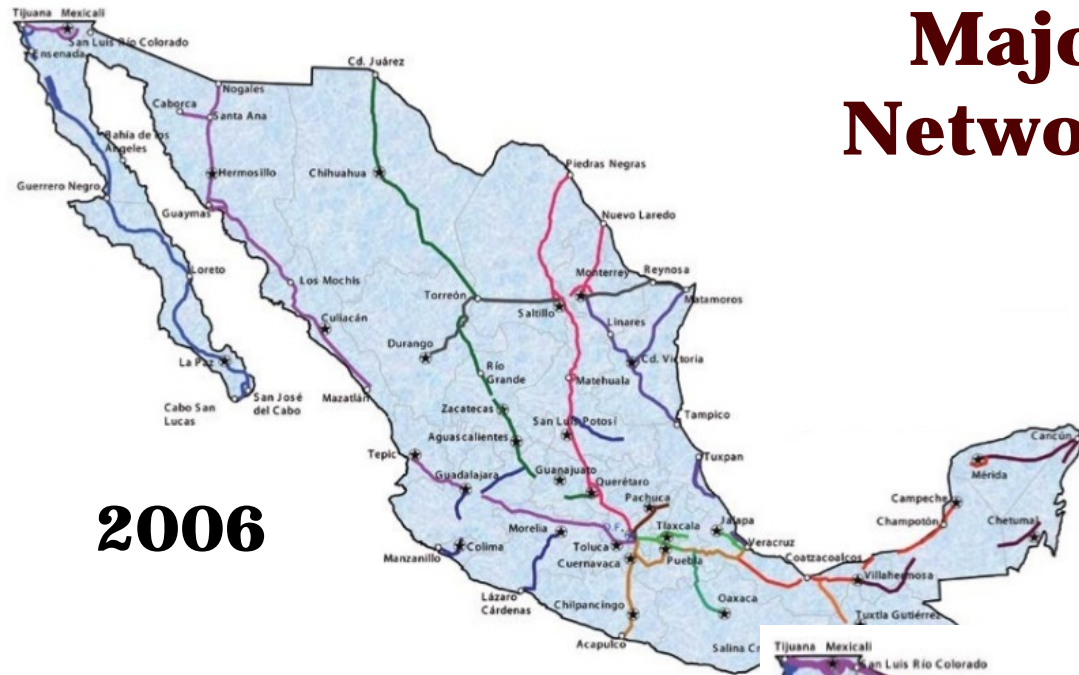 Majo
Netwo
2006
Tijuana Mexicali
San Luis Río Colorado
Ensenada
Cd. Juárez
Nogales
Caborca
Santa Ana
Bahía de los
Ángeles
Hermosillo
Chihuahua
Piedras Negras
Guerrero Negro
Guaymas
Nuevo Laredo
Loreto
Los Mochis
Monterrey
Reynosa
Torreón
Saltillo
Matamoros
Culiacán
Linares
Durango
Cd. Victoria
La Paz
Río
Grande
Matehuala
Cabo San
Lucas
San José
del Cabo
Mazatlán
Zacatecas
San Luis Potosí
Tampico
Aguascalientes
Tepic
Tuxpan
Cancún
Guadalajara
Guanajuato
Querétaro
Mérida
Pachuca
Campeche
Morelia
D.F.
Tlaxcala
Jalapa
Champotón
Chetumal
Manzanillo
Colima
Toluca
Veracruz
Cuernavaca
Puebla
Coatzacoalcos
Villahermosa
Lázaro
Cárdenas
Chilpancingo
Oaxaca
Tuxtla Gutiérrez
Acapulco
Salina Cr
Tijuana Mexicali
San Luis Río Colorado